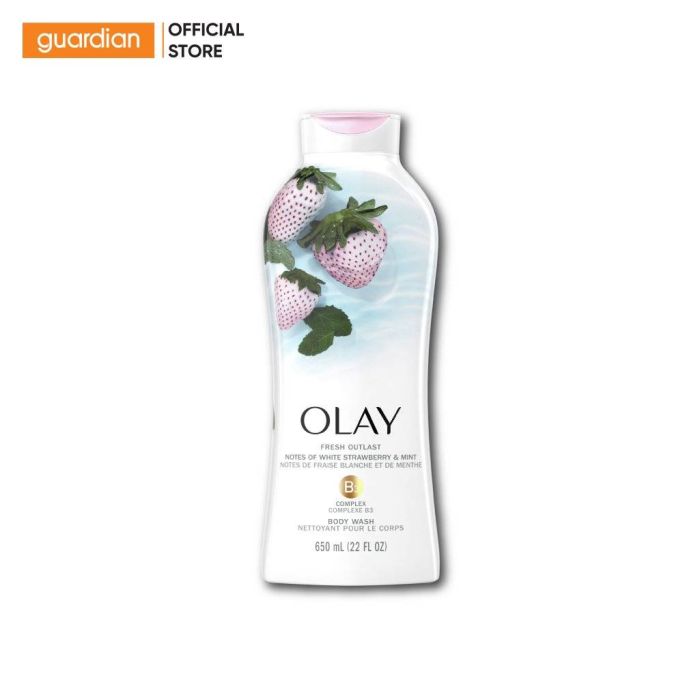 guardian
OFFICIAL
STORE
OLAY
FRESH OUTLAST
NOTES OF WHITE STRAWBERRY & MINT
NOTES DE FRAISE BLANCHE ET DE MENTHE
B3
COMPLEX
COMPLEXE B3
BODY WASH
NETTOYANT POUR LE CORPS
650 mL (22 FL OZ)